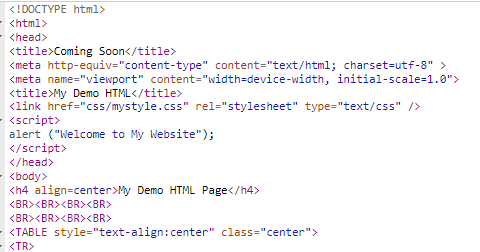 <!DOCTYPE html>
<html>
<head>
<title>Coming Soon</title>
<meta http-equiv="content-type" content="text/html; charset=utf-8" >
<meta name="viewport" content="width=device-width, initial-scale=1.0">
<title>My Demo HTML</title>
<link href="css/mystyle.css" rel="stylesheet" type="text/css" />
<script>
alert ("Welcome to My Website");
</script>
</head>
<body>
<h4 align=center>My Demo HTML Page</h4>
<BR><BR><BR><BR>
<BR><BR><BR><BR>
<TABLE style="text-align:center" class="center">
<TR>